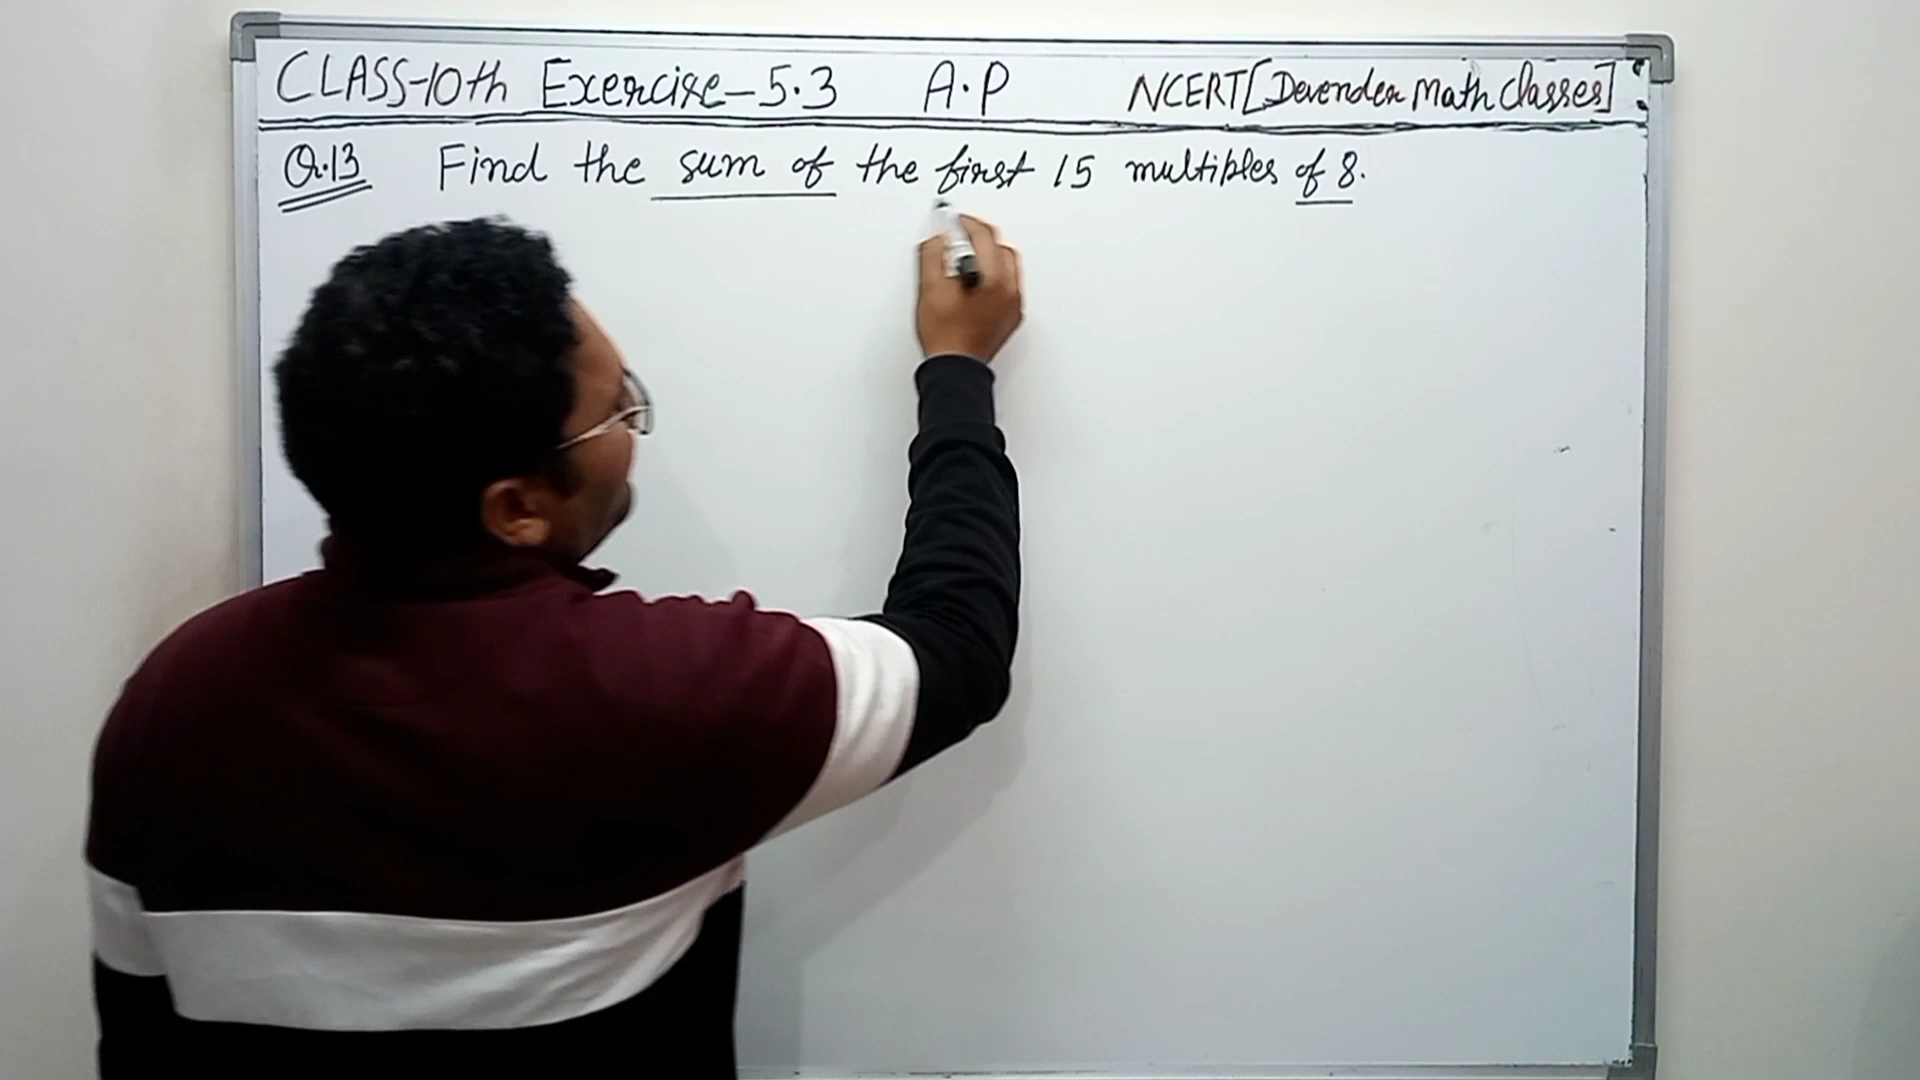 CLASS-10th Exercise-5.3 A.P NCERT[Devender Math Classes]
Q.13 Find the sum of the first 15 multiples of 8.